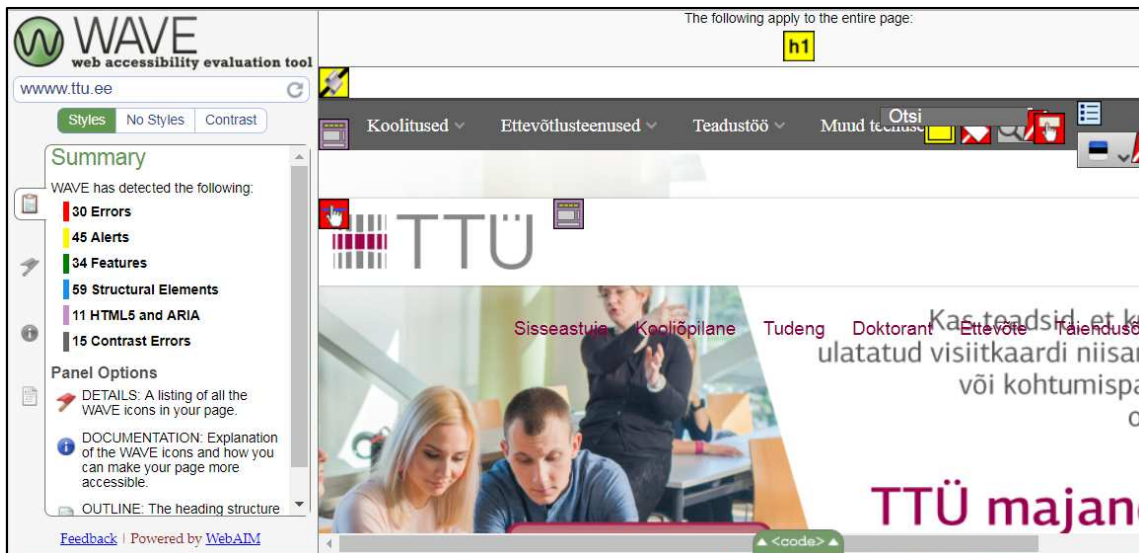 WAVE
web accessibility evaluation tool
wwww.ttu.ee
Styles No Styles Contrast
Summary
WAVE has detected the following:
30 Errors
45 Alerts
34 Features
59 Structural Elements
11 HTML5 and ARIA
15 Contrast Errors
Panel Options
DETAILS: A listing of all the
WAVE icons in your page.
DOCUMENTATION: Explanation
of the WAVE icons and how you
can make your page more
accessible.
OUTLINE: The heading structure
Feedback | Powered by WebAIM
The following apply to the entire page:
h1
Koolitused Ettevõtlusteenused Teadustöö Muud
Otsi
TTÜ
Sisseastuja Kooliõpilane Tudeng Doktorant Ettevõte
Kas teadsid, et
ulatatud visiitkaardi
või
TTÜ
<code>